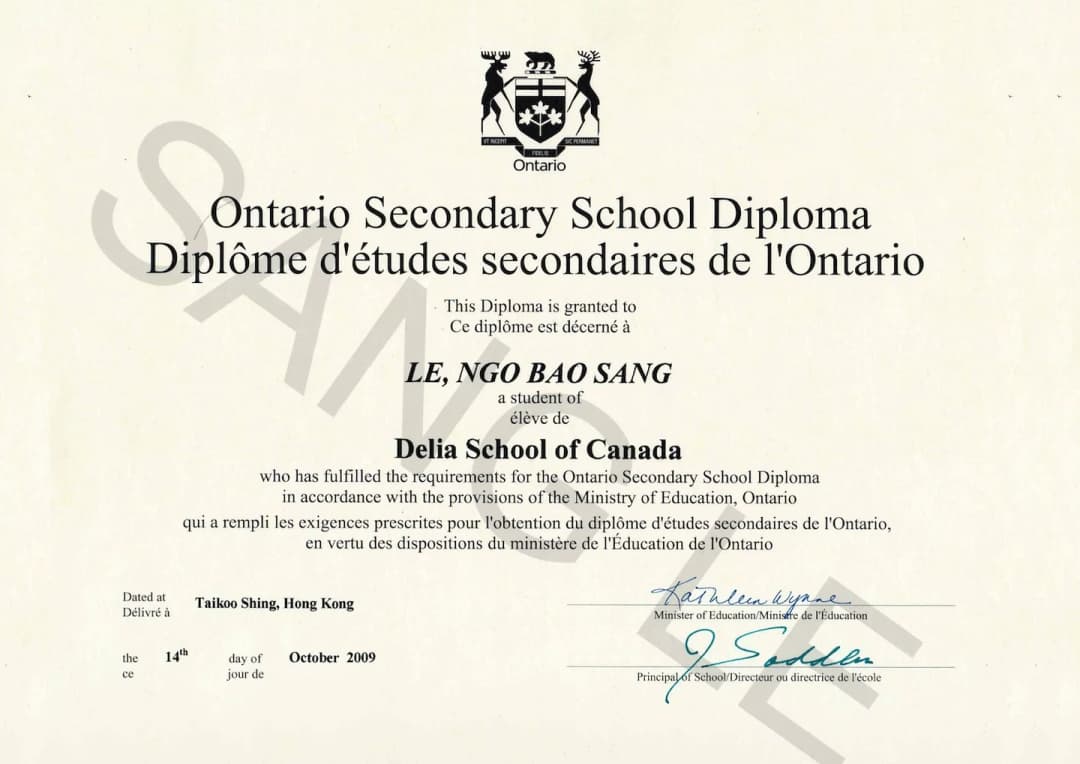 UT INCEPIT
SIC PERMANET
FIDELIS
Ontario
Ontario Secondary School Diploma
Diplôme d'études secondaires de l'Ontario
This Diploma is granted to
Ce diplôme est décerné à
LE, NGO BAO SANG
a student of
élève de
Delia School of Canada
who has fulfilled the requirements for the Ontario Secondary School Diploma
in accordance with the provisions of the Ministry of Education, Ontario
qui a rempli les exigences prescrites pour l'obtention du diplôme d'études secondaires de l'Ontario,
en vertu des dispositions du ministère de l'Éducation de l'Ontario
Dated at
Délivré à
Taikoo Shing, Hong Kong
Kathleen Wynne
Minister of Education/Ministre de l'Éducation
the 14th day of October 2009
ce jour de
Principal of School/Directeur ou directrice de l'école
SANG LE